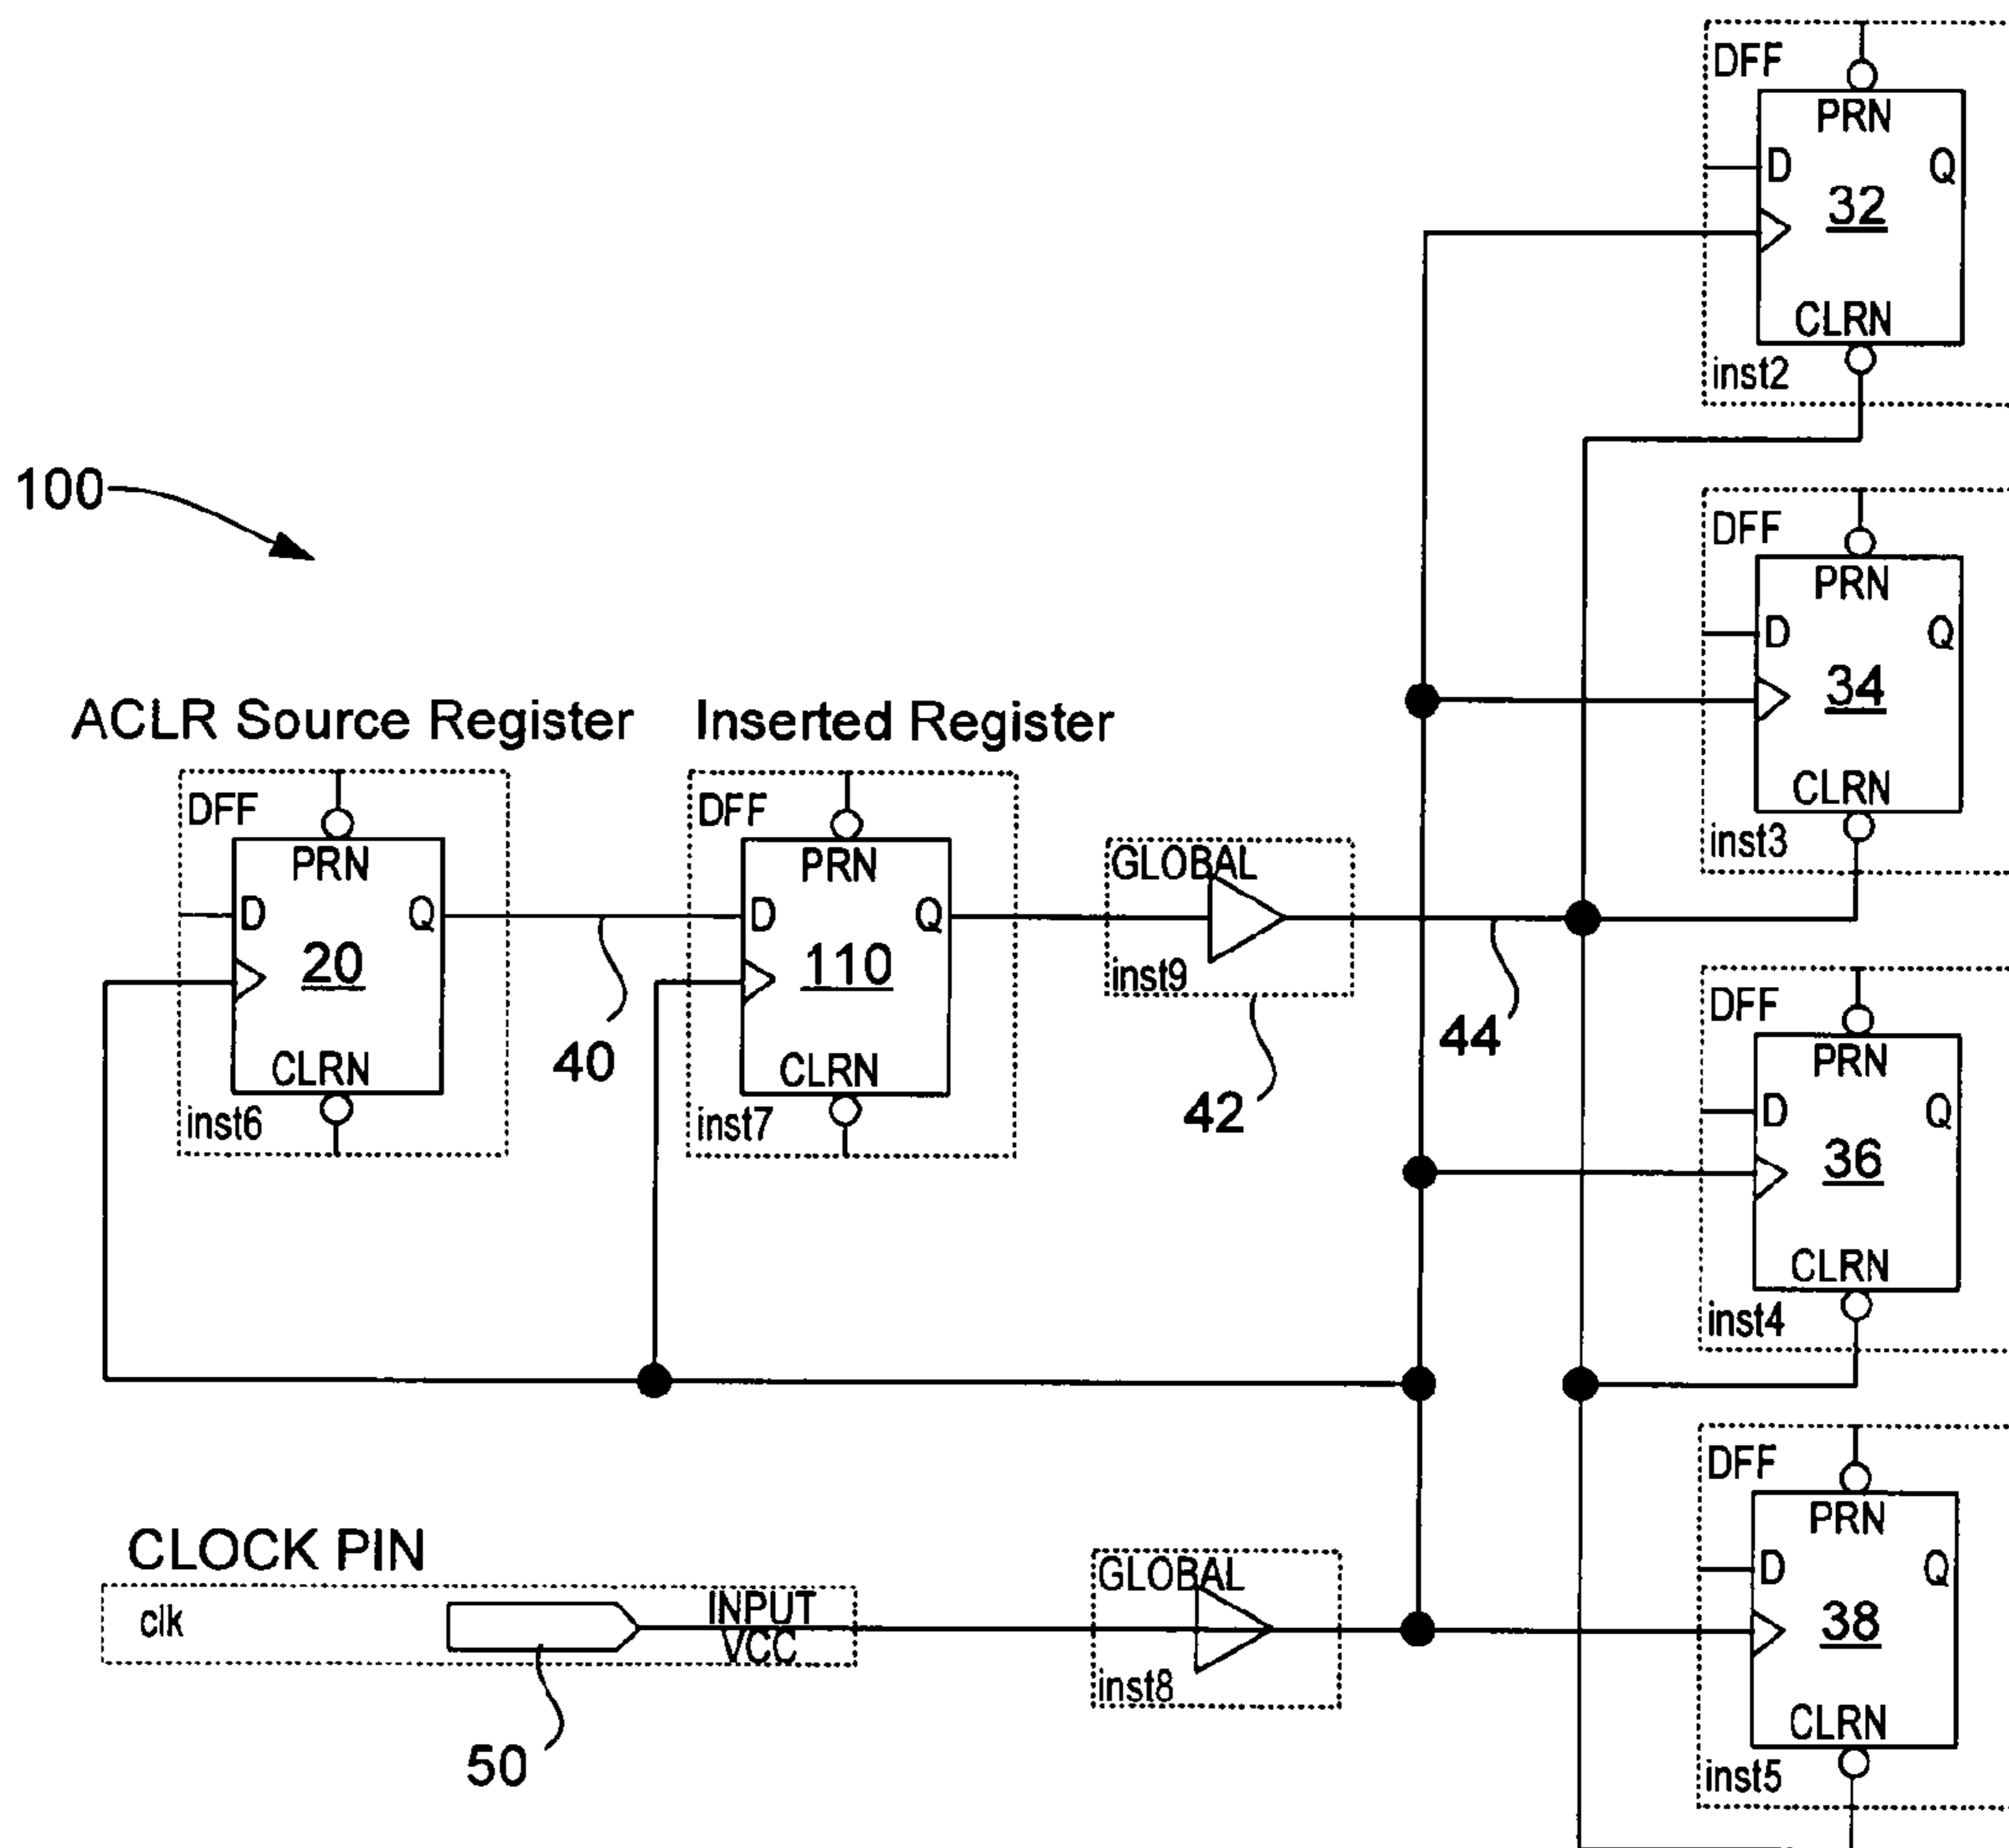 DFF
PRN
D
Q
32
CLRN
inst2
100
DFF
PRN
D
Q
34
CLRN
inst3
ACLR Source Register
Inserted Register
DFF
PRN
D
Q
20
CLRN
inst6
40
DFF
PRN
D
Q
110
CLRN
inst7
GLOBAL
inst9
42
44
DFF
PRN
D
Q
36
CLRN
inst4
CLOCK PIN
clk
INPUT
VCC
50
GLOBAL
inst8
DFF
PRN
D
Q
38
CLRN
inst5